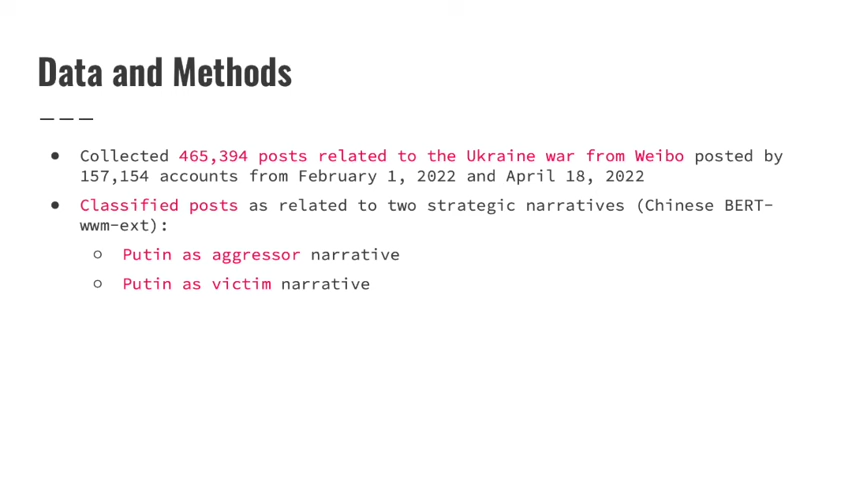 Data and Methods
● Collected 465,394 posts related to the Ukraine war from Weibo posted by
157,154 accounts from February 1, 2022 and April 18, 2022
● Classified posts as related to two strategic narratives (Chinese BERT-
wwm-ext):
○ Putin as aggressor narrative
○ Putin as victim narrative